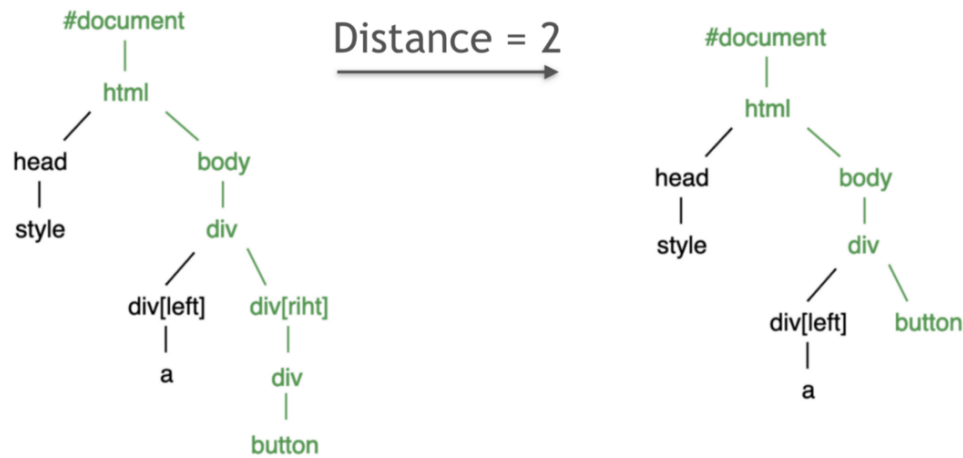 #document
html
head
body
style
div
div[left]
div[riht]
a
div
button
Distance = 2
#document
html
head
body
style
div
div[left]
button
a